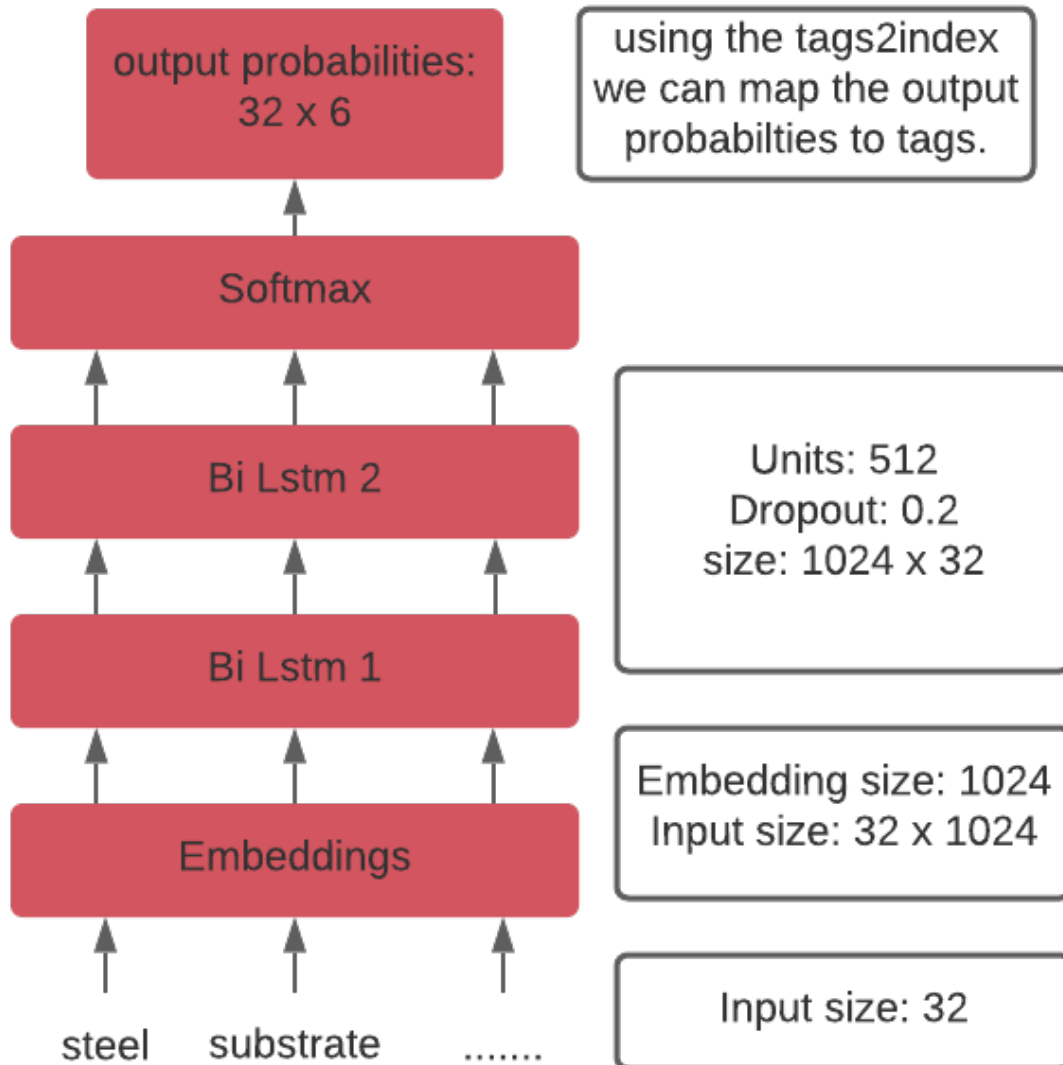 output probabilities:
32 x 6
using the tags2index
we can map the output
probabilties to tags.
Softmax
Bi Lstm 2
Units: 512
Dropout: 0.2
size: 1024 x 32
Bi Lstm 1
Embeddings
Embedding size: 1024
Input size: 32 x 1024
steel substrate .......
Input size: 32